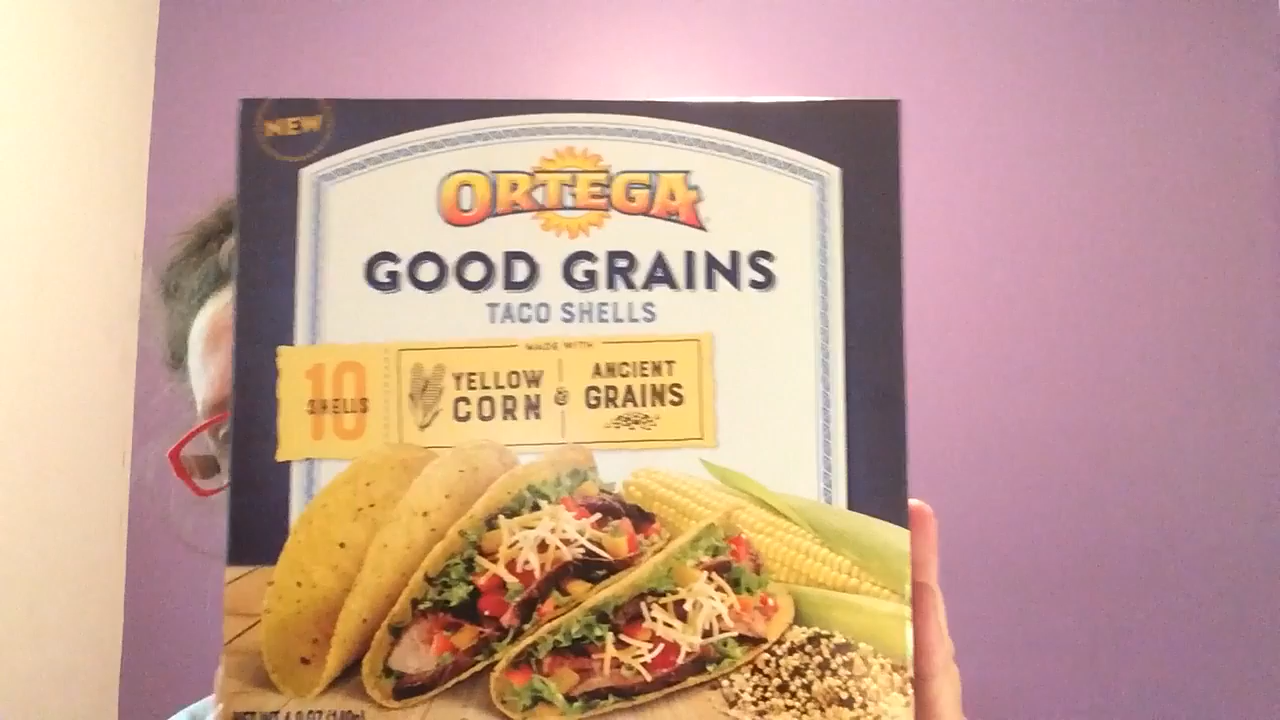 NEW
ORTEGA
GOOD GRAINS
TACO SHELLS
MADE WITH
10
SHELLS
YELLOW
CORN
&
ANCIENT
GRAINS